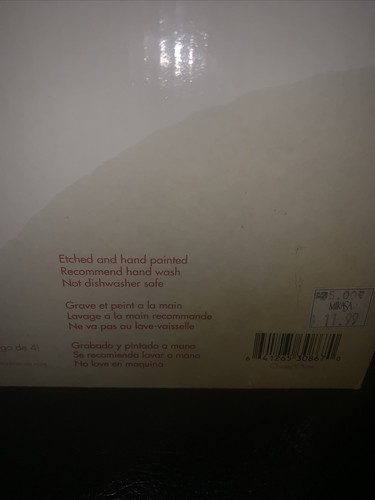 Etched and hand painted
Recommend hand wash
Not dishwasher safe
Grave et peint a la main
Lavage a la main recommande
Ne va pas au lave-vaisselle
Grabado y pintado a mano
Se recomienda lavar a mano
No lave en maquina
de 4)
11.99